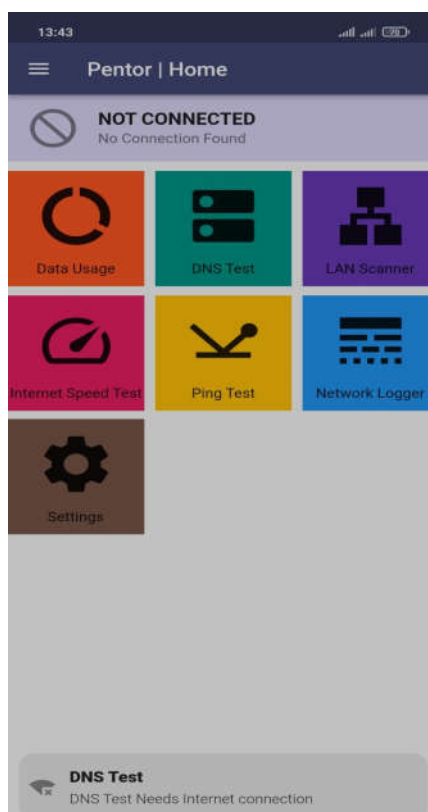 13:43
Pentor | Home
NOT CONNECTED
No Connection Found
Data Usage
DNS Test
LAN Scanner
Internet Speed Test
Ping Test
Network Logger
Settings
DNS Test
DNS Test Needs Internet connection